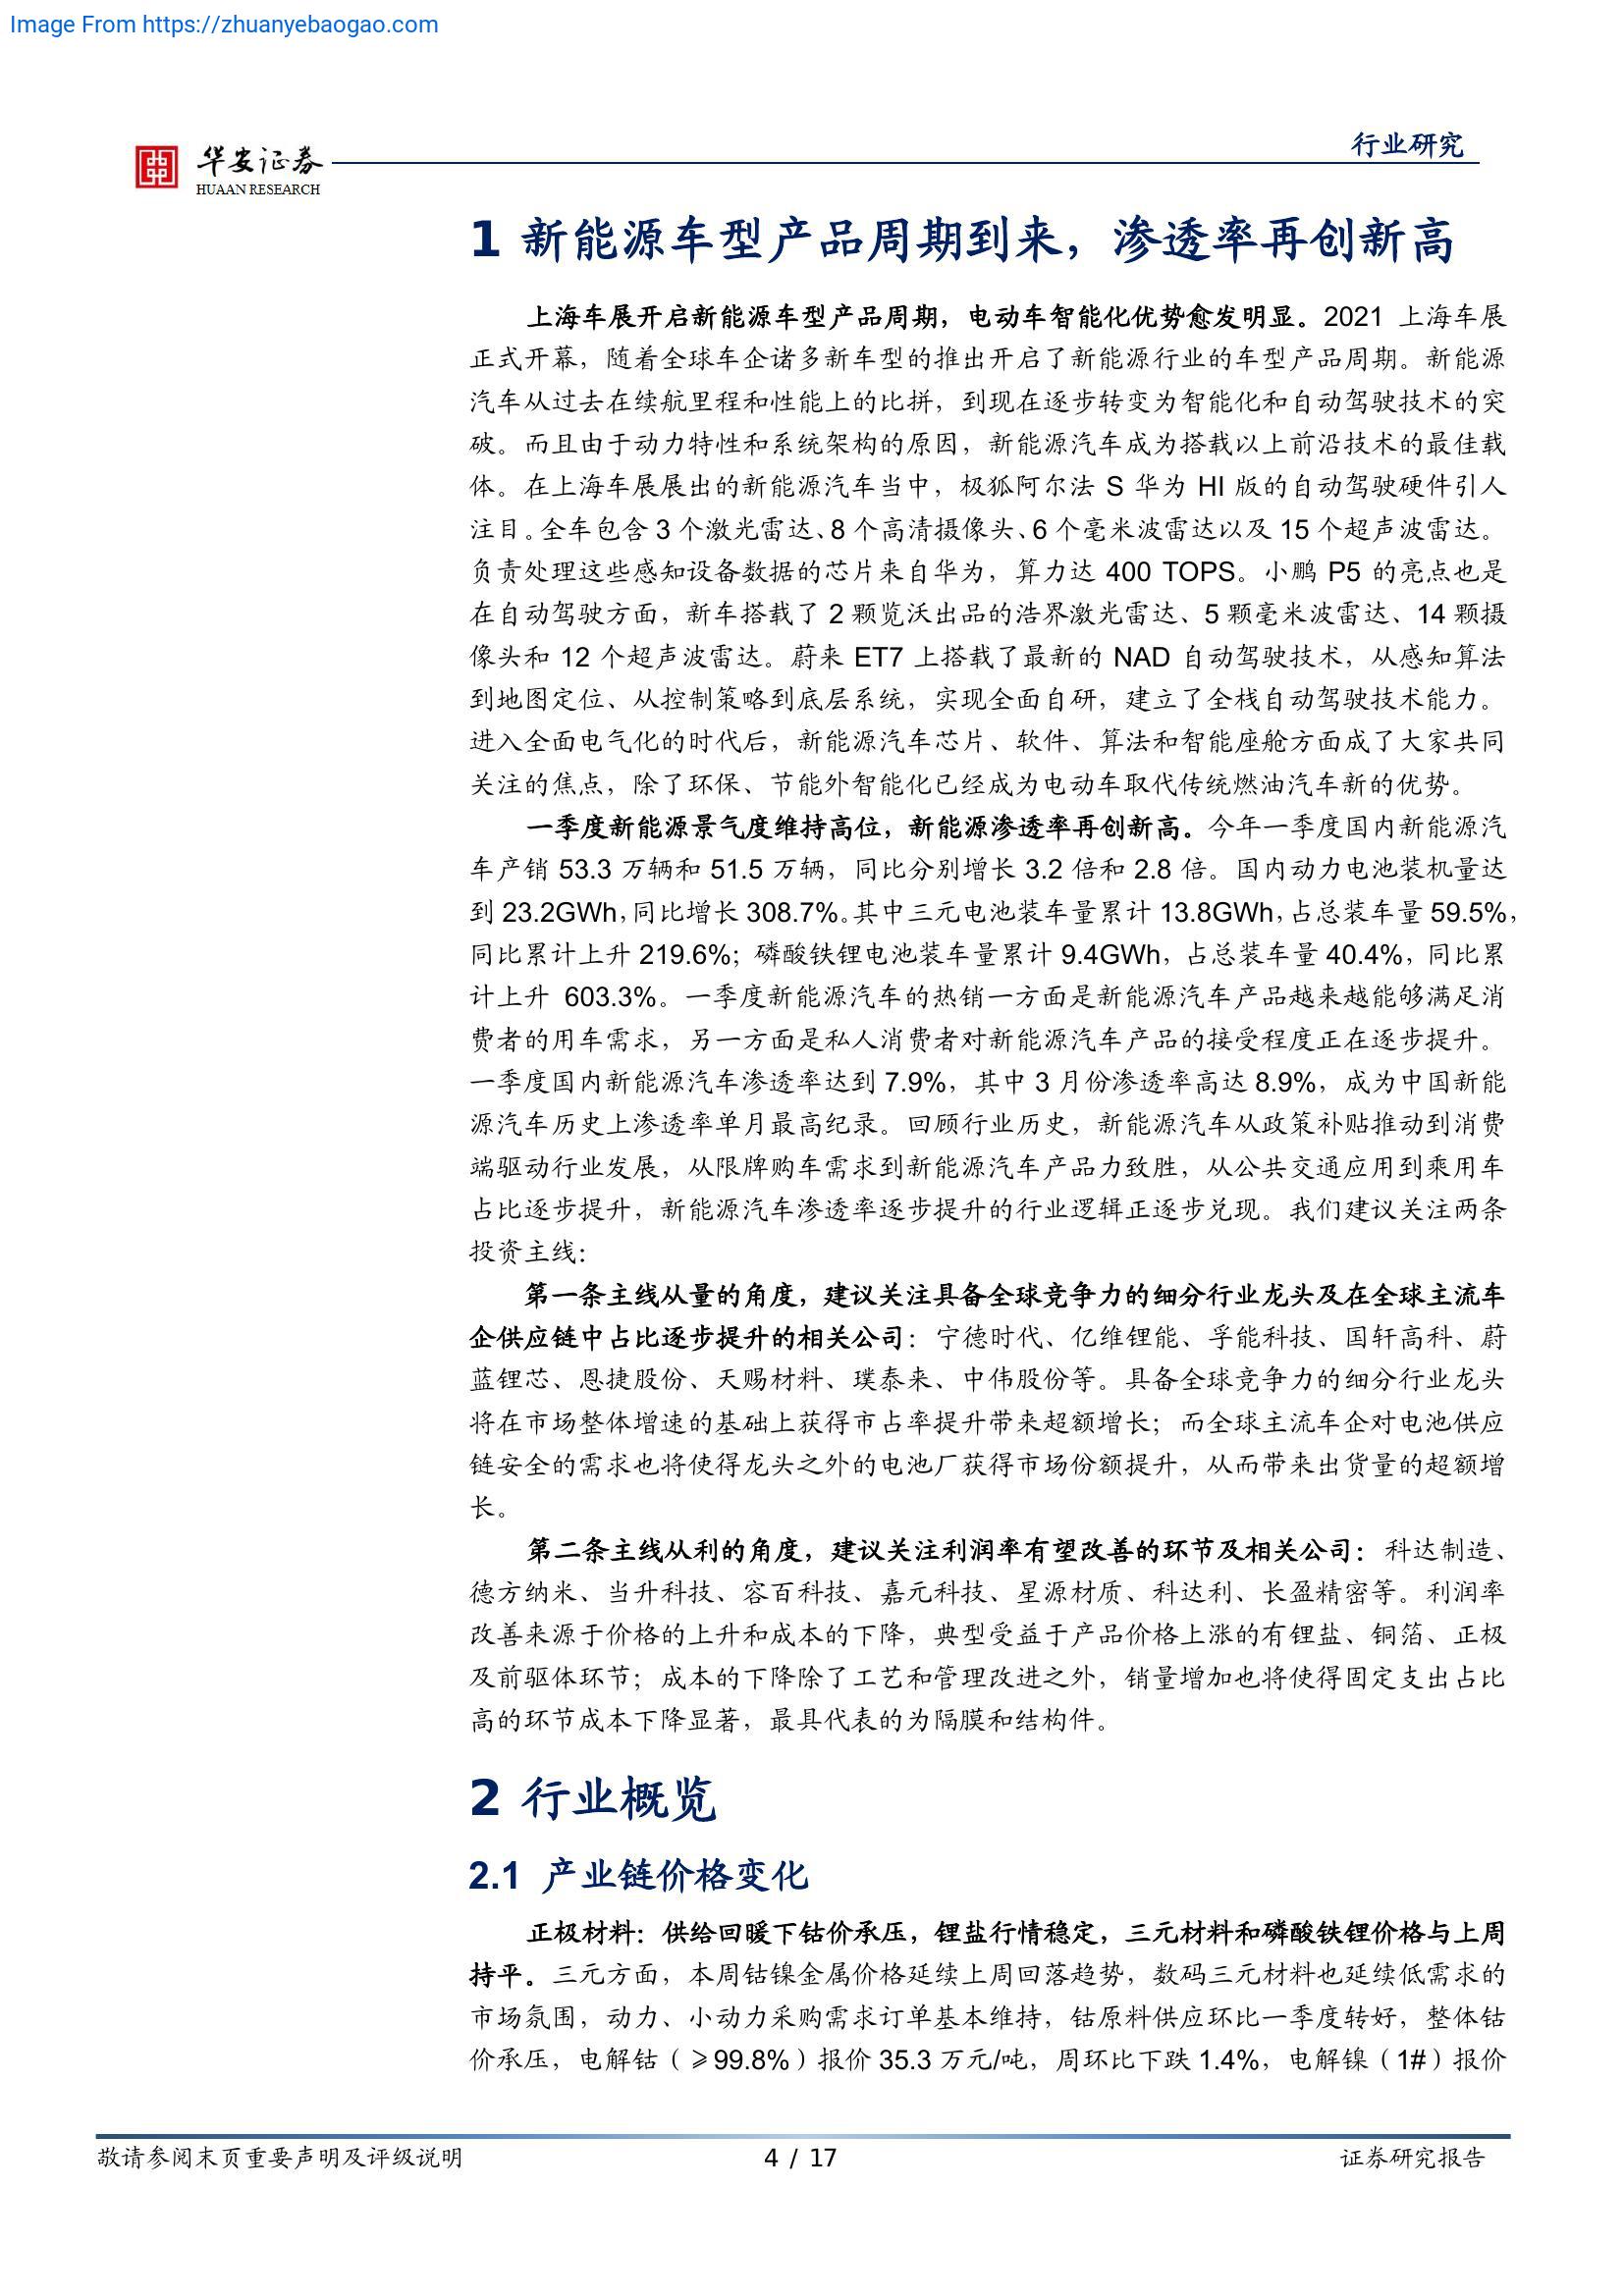 Image From https://zhuanyebaogao.com
行业研究
华安证券
HUAAN RESEARCH
1 新能源车型产品周期到来，渗透率再创新高
上海车展开启新能源车型产品周期，电动车智能化优势愈发明显。2021 上海车展
正式开幕，随着全球车企诸多新车型的推出开启了新能源行业的车型产品周期。新能源
汽车从过去在续航里程和性能上的比拼，到现在逐步转变为智能化和自动驾驶技术的突
破。而且由于动力特性和系统架构的原因，新能源汽车成为搭载以上前沿技术的最佳载
体。在上海车展展出的新能源汽车当中，极狐阿尔法 S 华为 HI 版的自动驾驶硬件引人
注目。全车包含 3 个激光雷达、8 个高清摄像头、6 个毫米波雷达以及 15 个超声波雷达。
负责处理这些感知设备数据的芯片来自华为，算力达 400 TOPS。小鹏 P5 的亮点也是
在自动驾驶方面，新车搭载了 2 颗览沃出品的浩界激光雷达、5 颗毫米波雷达、14 颗摄
像头和 12 个超声波雷达。蔚来 ET7 上搭载了最新的 NAD 自动驾驶技术，从感知算法
到地图定位、从控制策略到底层系统，实现全面自研，建立了全栈自动驾驶技术能力。
进入全面电气化的时代后，新能源汽车芯片、软件、算法和智能座舱方面成了大家共同
关注的焦点，除了环保、节能外智能化已经成为电动车取代传统燃油汽车新的优势。
一季度新能源景气度维持高位，新能源渗透率再创新高。今年一季度国内新能源汽
车产销 53.3 万辆和 51.5 万辆，同比分别增长 3.2 倍和 2.8 倍。国内动力电池装机量达
到 23.2GWh，同比增长 308.7%。其中三元电池装车量累计 13.8GWh，占总装车量 59.5%，
同比累计上升 219.6%；磷酸铁锂电池装车量累计 9.4GWh，占总装车量 40.4%，同比累
计上升 603.3%。一季度新能源汽车的热销一方面是新能源汽车产品越来越能够满足消
费者的用车需求，另一方面是私人消费者对新能源汽车产品的接受程度正在逐步提升。
一季度国内新能源汽车渗透率达到 7.9%，其中 3 月份渗透率高达 8.9%，成为中国新能
源汽车历史上渗透率单月最高纪录。回顾行业历史，新能源汽车从政策补贴推动到消费
端驱动行业发展，从限牌购车需求到新能源汽车产品力致胜，从公共交通应用到乘用车
占比逐步提升，新能源汽车渗透率逐步提升的行业逻辑正逐步兑现。我们建议关注两条
投资主线：
第一条主线从量的角度，建议关注具备全球竞争力的细分行业龙头及在全球主流车
企供应链中占比逐步提升的相关公司：宁德时代、亿维锂能、孚能科技、国轩高科、蔚
蓝锂芯、恩捷股份、天赐材料、璞泰来、中伟股份等。具备全球竞争力的细分行业龙头
将在市场整体增速的基础上获得市占率提升带来超额增长；而全球主流车企对电池供应
链安全的需求也将使得龙头之外的电池厂获得市场份额提升，从而带来出货量的超额增
长。
第二条主线从利的角度，建议关注利润率有望改善的环节及相关公司：科达制造、
德方纳米、当升科技、容百科技、嘉元科技、星源材质、科达利、长盈精密等。利润率
改善来源于价格的上升和成本的下降，典型受益于产品价格上涨的有锂盐、铜箔、正极
及前驱体环节；成本的下降除了工艺和管理改进之外，销量增加也将使得固定支出占比
高的环节成本下降显著，最具代表的为隔膜和结构件。
2 行业概览
2.1 产业链价格变化
正极材料：供给回暖下钴价承压，锂盐行情稳定，三元材料和磷酸铁锂价格与上周
持平。三元方面，本周钴镍金属价格延续上周回落趋势，数码三元材料也延续低需求的
市场氛围，动力、小动力采购需求订单基本维持，钴原料供应环比一季度转好，整体钴
价承压，电解钴（≥99.8%）报价 35.3 万元/吨，周环比下跌 1.4%，电解镍（1#）报价
敬请参阅末页重要声明及评级说明
4 / 17
证券研究报告